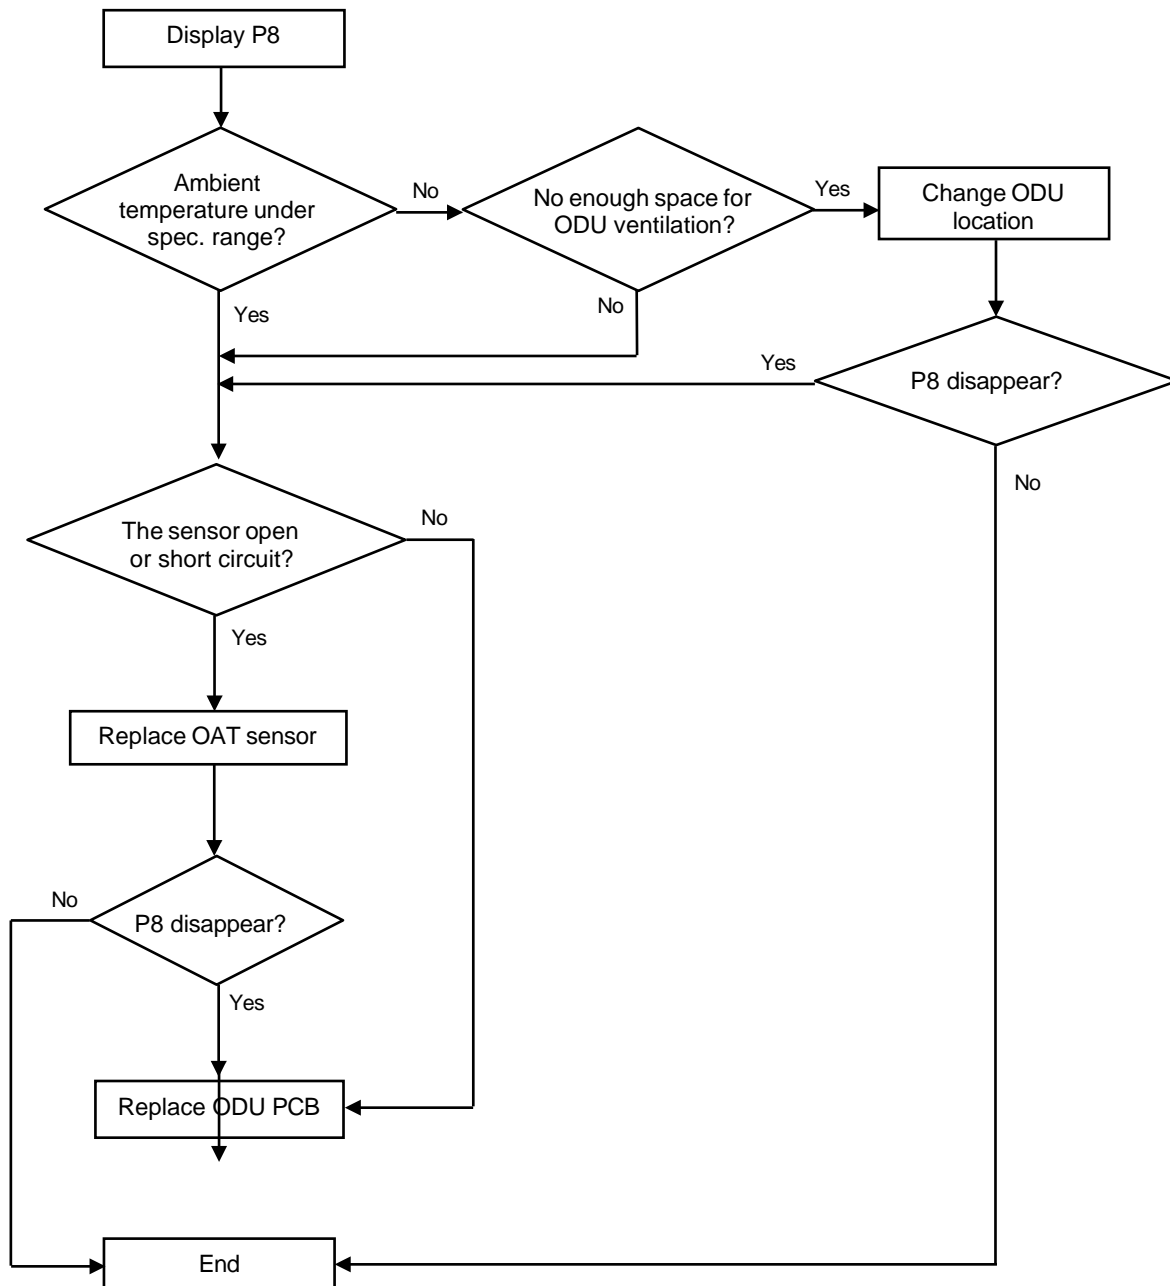 Display P8
Ambient
temperature under
spec. range?
No
No enough space for
ODU ventilation?
Yes
Change ODU
location
Yes
No
Yes
P8 disappear?
No
The sensor open
or short circuit?
No
Yes
Replace OAT sensor
No
P8 disappear?
Yes
Replace ODU PCB
End